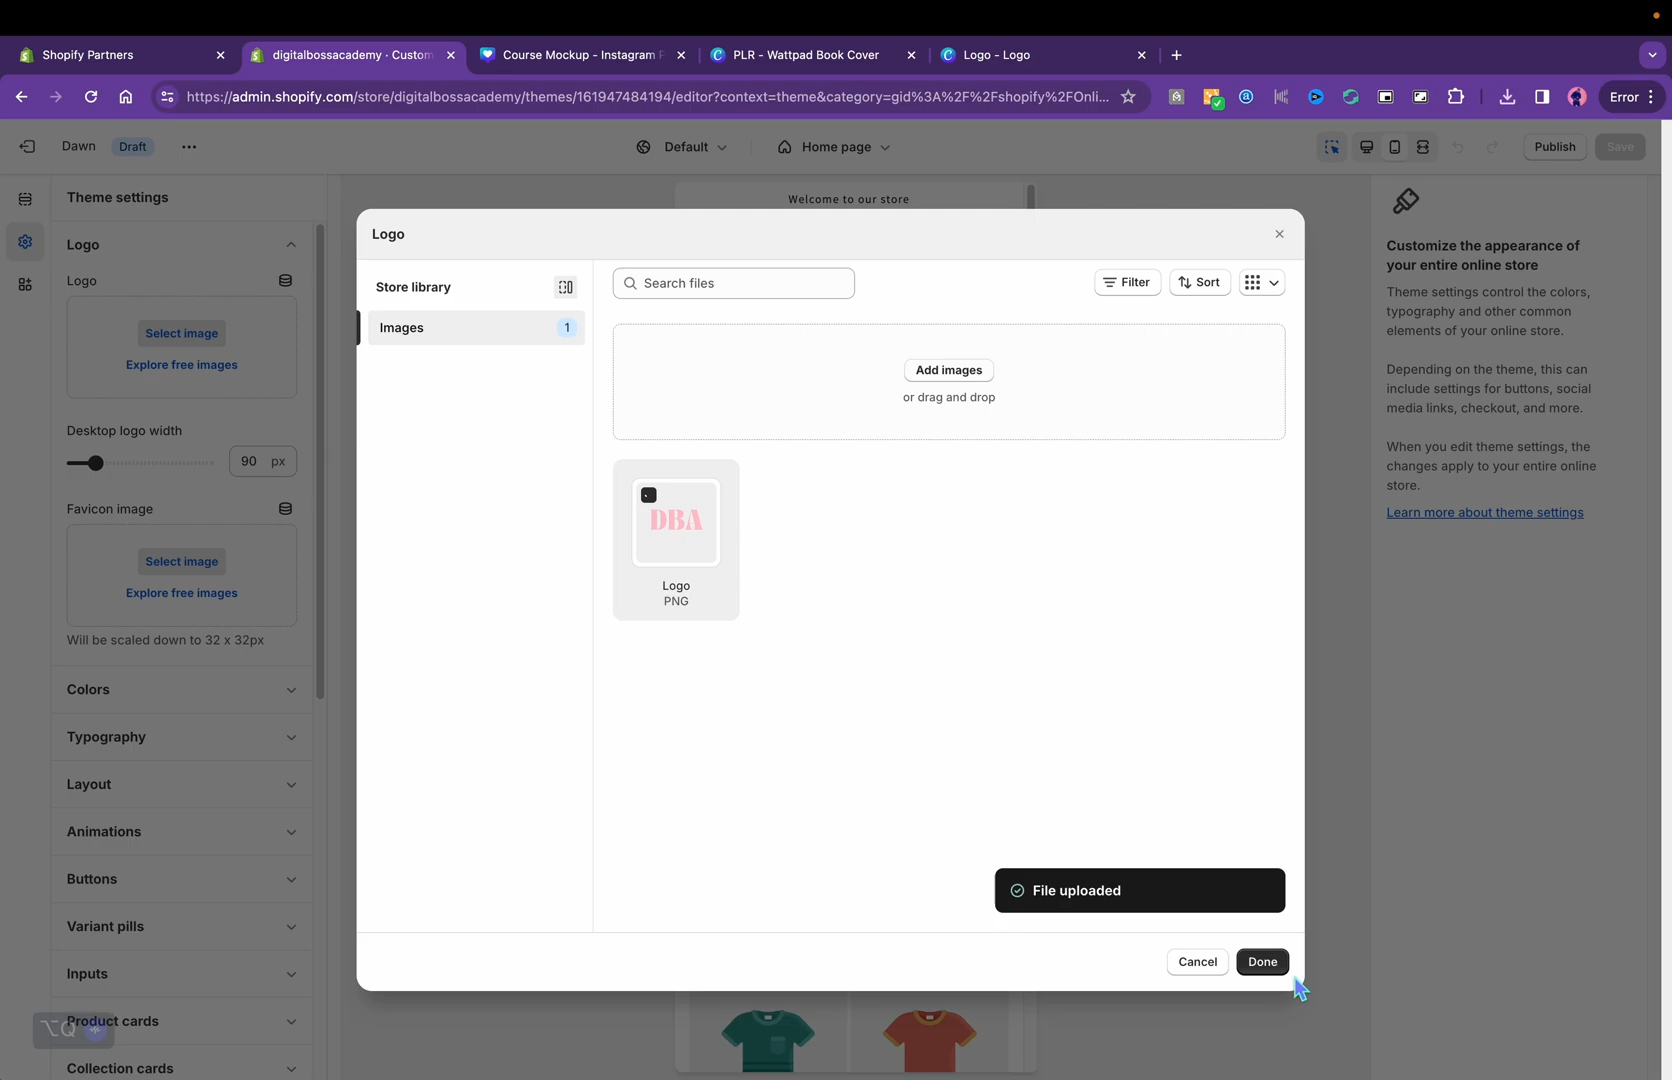 Shopify Partners
digitalbossacademy · Custom
Course Mockup - Instagram P
PLR - Wattpad Book Cover
Logo - Logo
https://admin.shopify.com/store/digitalbossacademy/themes/161947484194/editor?context=theme&category=gid%3A%2F%2Fshopify%2FOnli...
Error
Dawn
Draft
Default
Home page
Publish
Save
Theme settings
Logo
Logo
Select image
Explore free images
Desktop logo width
90 px
Favicon image
Select image
Explore free images
Will be scaled down to 32 x 32px
Colors
Typography
Layout
Animations
Buttons
Variant pills
Inputs
Product cards
⌥Q
Collection cards
Welcome to our store
Logo
Store library
Images
1
Search files
Filter
Sort
Add images
or drag and drop
DBA
Logo
PNG
File uploaded
Cancel
Done
Customize the appearance of
your entire online store
Theme settings control the colors,
typography and other common
elements of your online store.
Depending on the theme, this can
include settings for buttons, social
media links, checkout, and more.
When you edit theme settings, the
changes apply to your entire online
store.
Learn more about theme settings